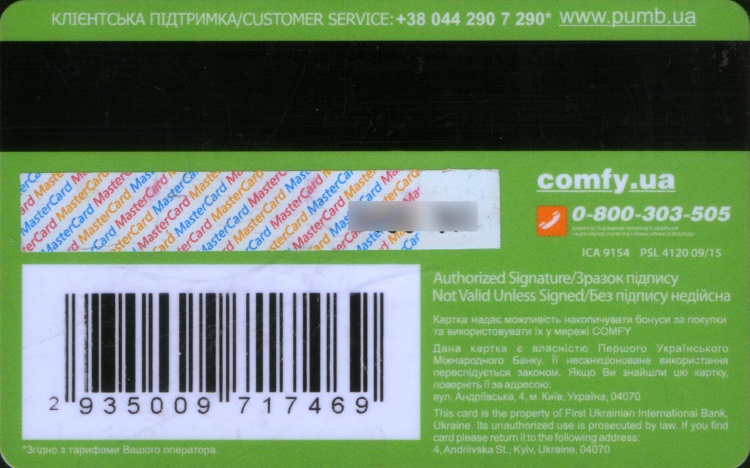 КЛІЄНТСЬКА ПІДТРИМКА/CUSTOMER SERVICE: +38 044 290 7 290* www.pumb.ua
MasterCard MasterCard MasterCard MasterCard
comfy.ua
0-800-303-505
ICA 9154 PSL 4120 09/15
Authorized Signature/Зразок підпису
Not Valid Unless Signed/Без підпису недійсна
Картка надає можливість накопичувати бонуси за покупки
та використовувати їх у мережі COMFY
Дана картка є власністю Першого Українського
Міжнародного Банку. Її несанкціоноване використання
переслідується законом. Якщо Ви знайшли цю картку,
поверніть її за адресою:
вул. Андріївська, 4, м. Київ, Україна, 04070
This card is the property of First Ukrainian International Bank,
Ukraine. Its unauthorized use is prosecuted by law. If you find
card please return it to the following address:
4, Andriivska St., Kyiv, Ukraine, 04070
2 935009 717469
*Згідно з тарифами Вашого оператора.